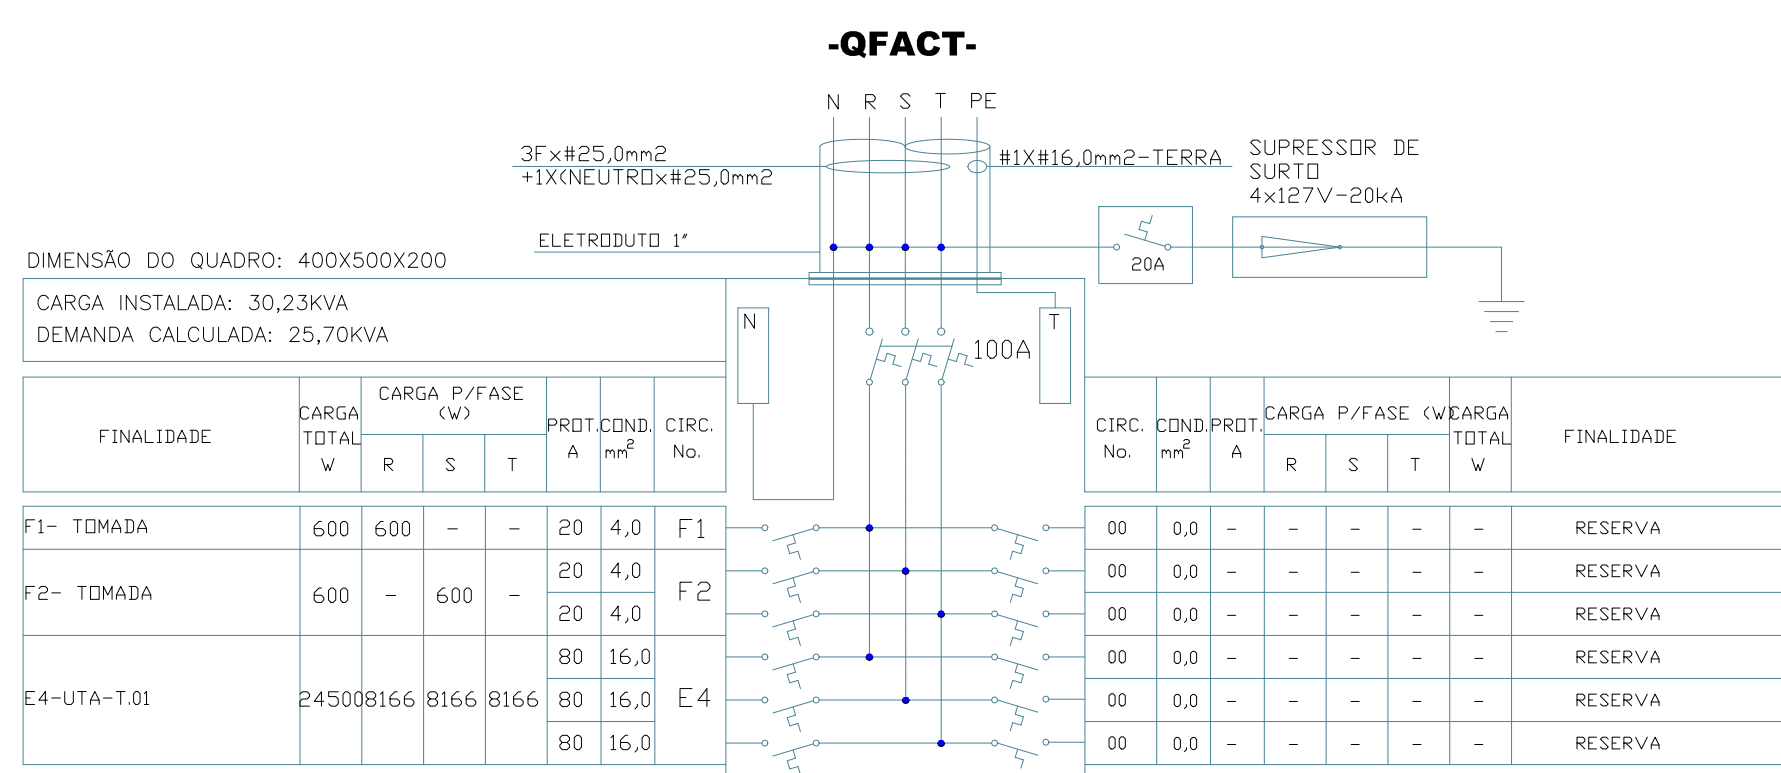 -QFACT-
N R S T PE
3Fx#25,0mm2
+1X(NEUTROx#25,0mm2
#1X#16,0mm2-TERRA
SUPRESSOR DE
SURTO
4x127V-20kA
ELETRODUTO 1"
20A
DIMENSÃO DO QUADRO: 400X500X200
CARGA INSTALADA: 30,23KVA
DEMANDA CALCULADA: 25,70KVA
N
T
100A
FINALIDADE
CARGA
TOTAL
W
CARGA P/FASE
(W)
R S T
PROT.
A
COND.
mm2
CIRC.
No.
CIRC.
No.
COND.
mm2
PROT.
A
CARGA P/FASE (W)
R S T
CARGA
TOTAL
W
FINALIDADE
F1- TOMADA 600 600 - - 20 4,0 F1 00 0,0 - - - - - RESERVA
F2- TOMADA 600 - 600 - 20 4,0 F2 00 0,0 - - - - - RESERVA
20 4,0 00 0,0 - - - - - RESERVA
80 16,0 00 0,0 - - - - - RESERVA
E4-UTA-T.01 24500 8166 8166 8166 80 16,0 E4 00 0,0 - - - - - RESERVA
80 16,0 00 0,0 - - - - - RESERVA